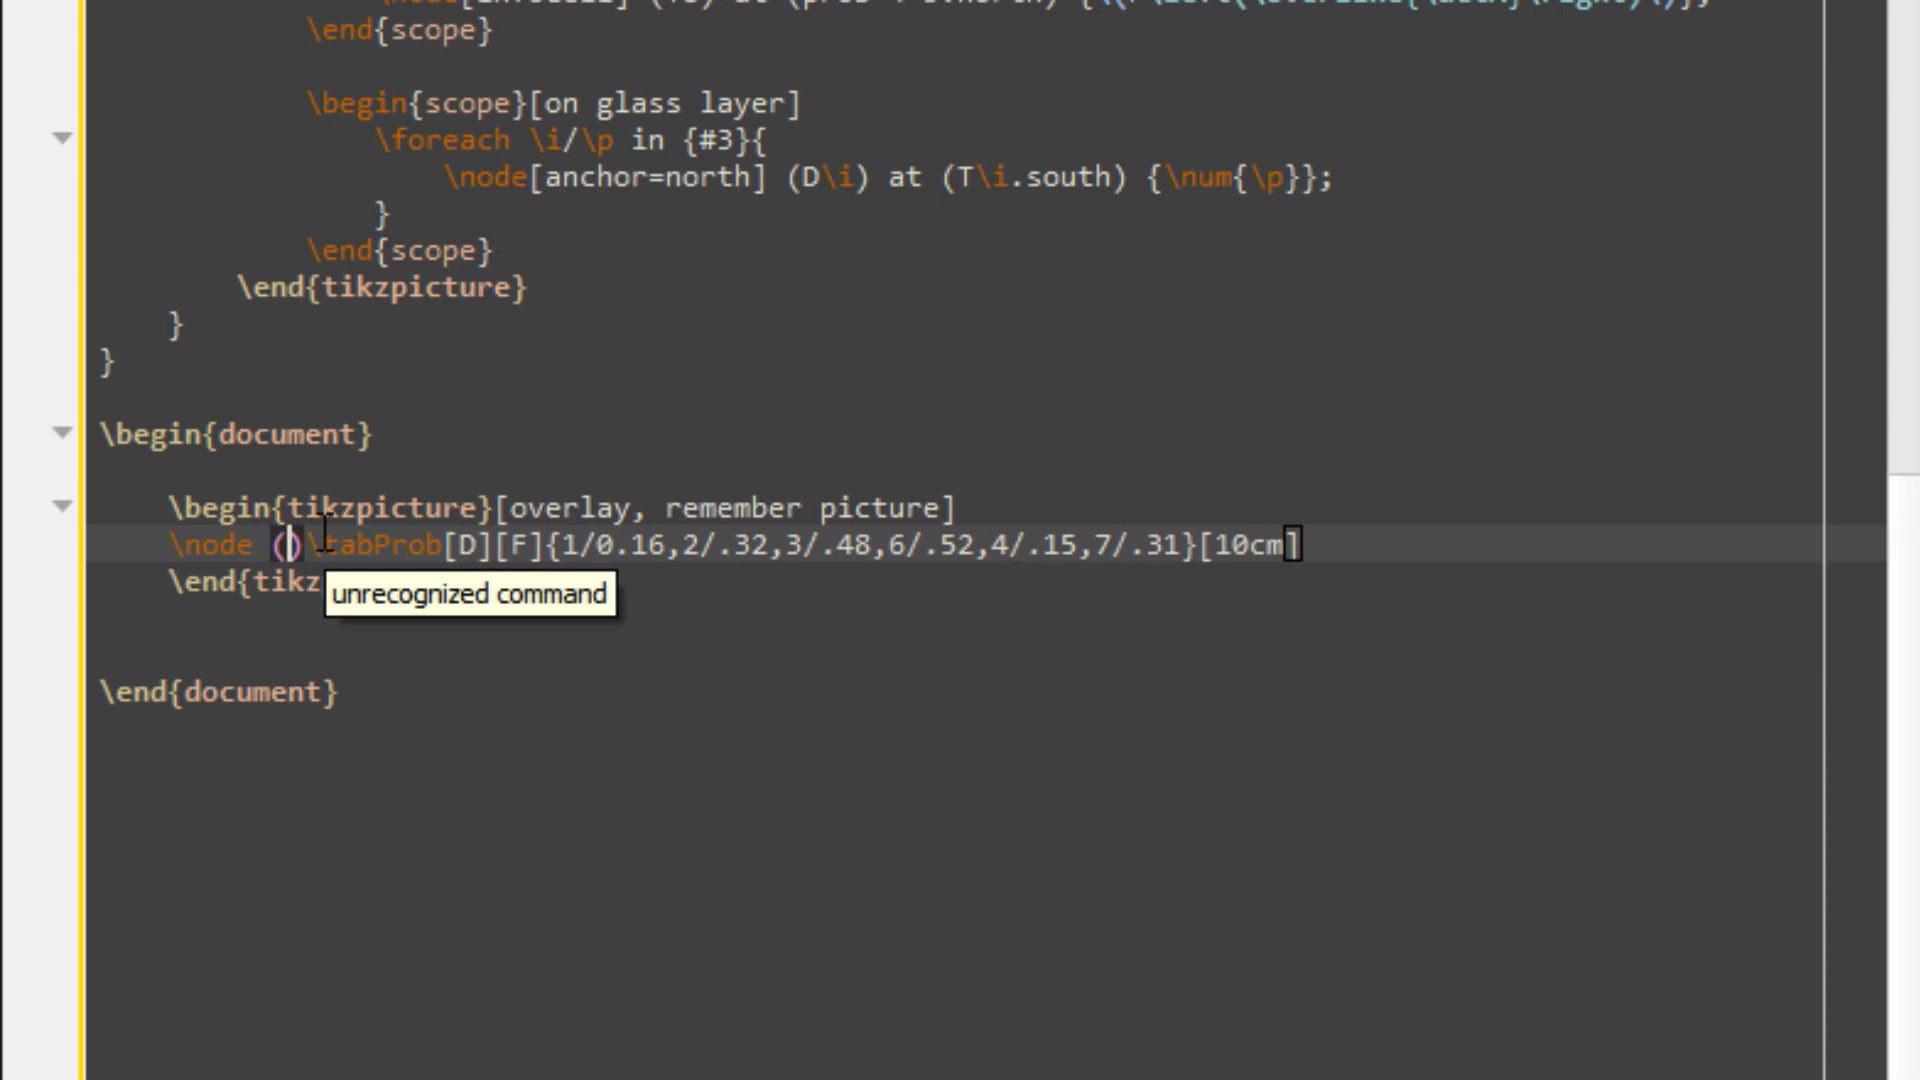 \end{scope}
\begin{scope}[on glass layer]
\foreach \i/\p in {#3}{
\node[anchor=north] (D\i) at (T\i.south) {\num{\p}};
}
\end{scope}
\end{tikzpicture}
}
}
\begin{document}
\begin{tikzpicture}[overlay, remember picture]
\node ()\tabProb[D][F]{1/0.16,2/.32,3/.48,6/.52,4/.15,7/.31}[10cm]
\end{tikz
unrecognized command
\end{document}